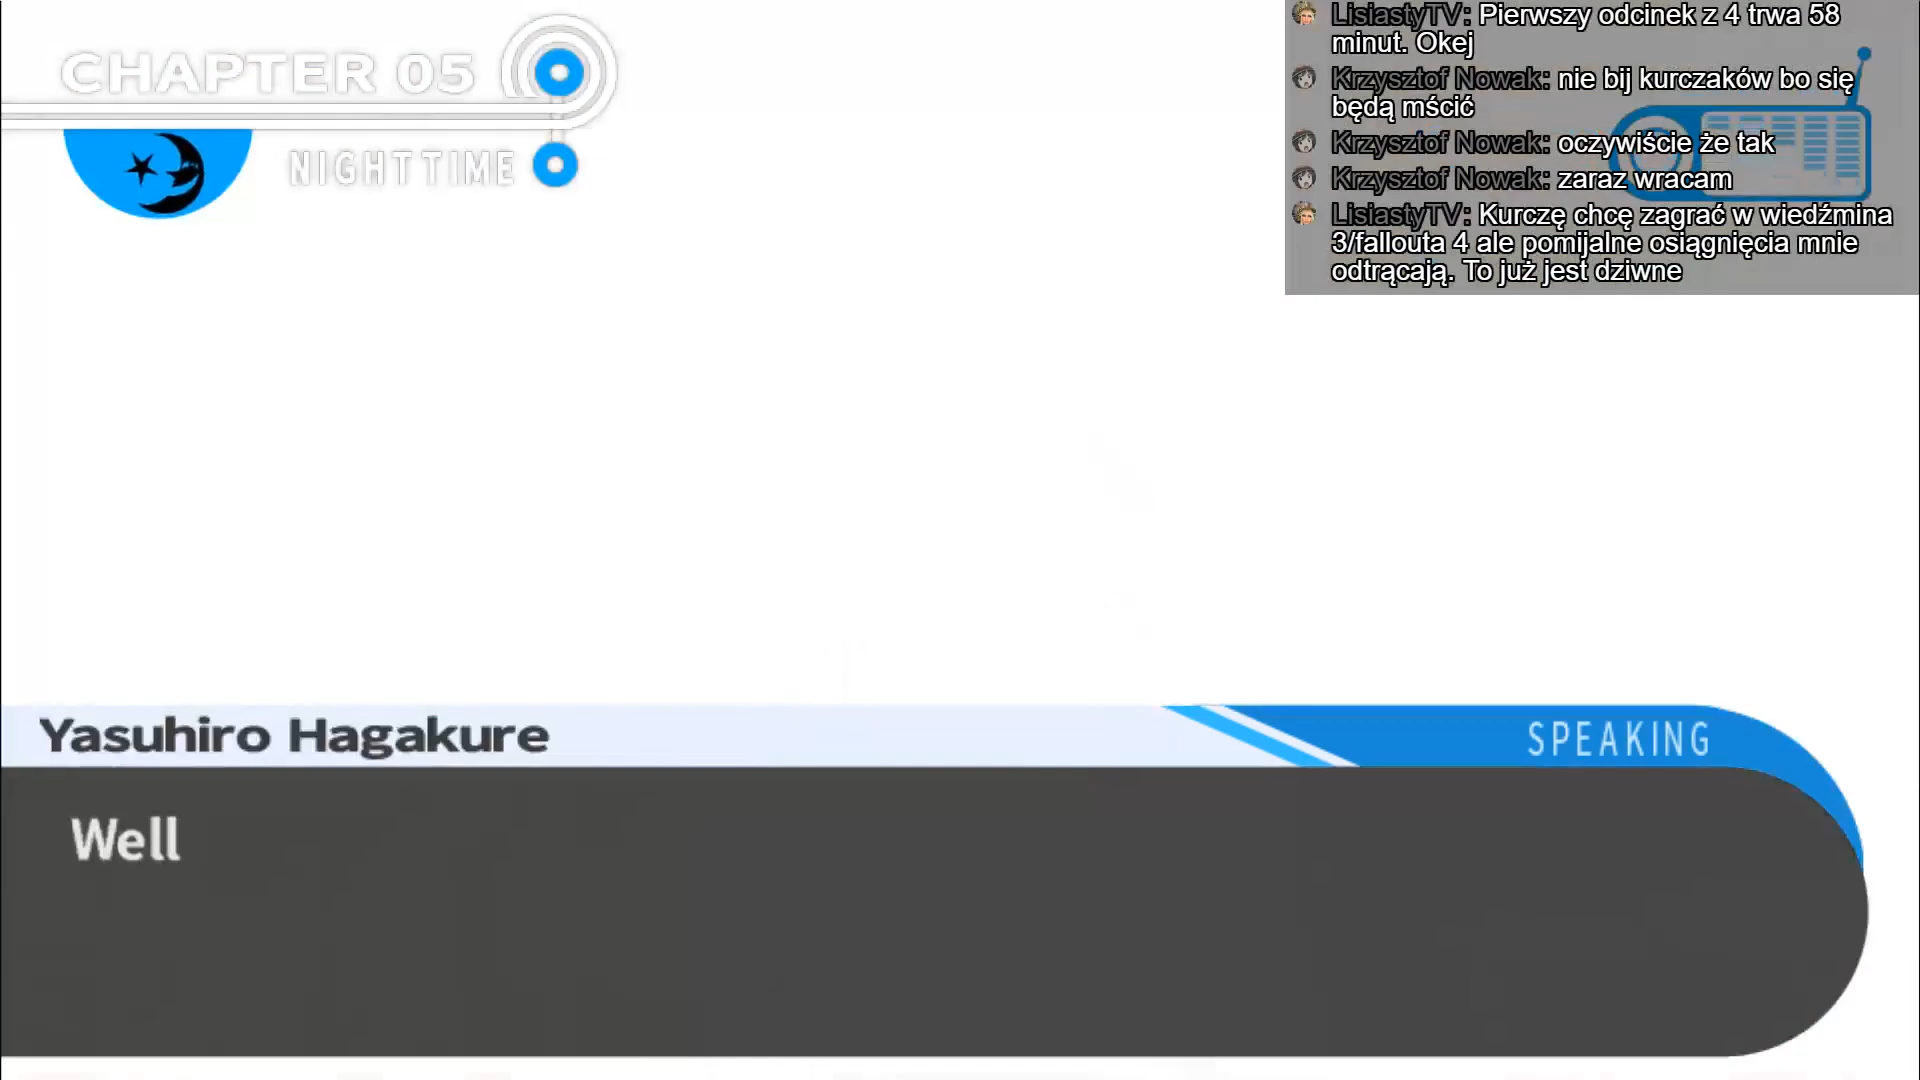 CHAPTER 05
NIGHTTIME
LisiastyTV: Pierwszy odcinek z 4 trwa 58
minut. Okej
Krzysztof Nowak: nie bij kurczaków bo się
będą mścić
Krzysztof Nowak: oczywiście że tak
Krzysztof Nowak: zaraz wracam
LisiastyTV: Kurczę chcę zagrać w wiedźmina
3/fallouta 4 ale pomijalne osiągnięcia mnie
odtrącają. To już jest dziwne
Yasuhiro Hagakure
SPEAKING
Well